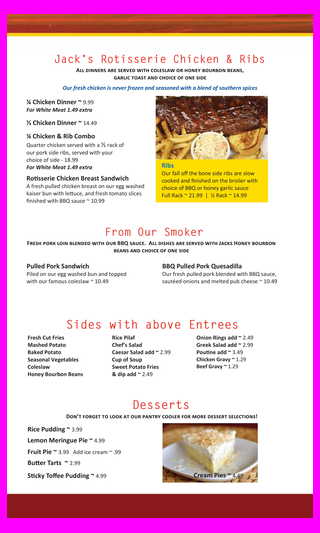 Jack's Rotisserie Chicken & Ribs
All dinners are served with coleslaw or honey bourbon beans,
garlic toast and choice of one side
Our fresh chicken is never frozen and seasoned with a blend of southern spices
¼ Chicken Dinner ~ 9.99
For White Meat 1.49 extra
½ Chicken Dinner ~ 14.49
¼ Chicken & Rib Combo
Quarter chicken served with a ½ rack of
our pork side ribs, served with your
choice of side - 18.99
For White Meat 1.49 extra
Rotisserie Chicken Breast Sandwich
A fresh pulled chicken breast on our egg washed
kaiser bun with lettuce, and fresh tomato slices
finished with BBQ sauce ~ 10.99
Ribs
Our fall off the bone side ribs are slow
cooked and finished on the broiler with
choice of BBQ or honey garlic sauce
Full Rack ~ 21.99 | ½ Rack ~ 14.99
From Our Smoker
Fresh pork loin blended with our BBQ sauce. All dishes are served with Jacks Honey bourbon
beans and choice of one side
Pulled Pork Sandwich
Piled on our egg washed bun and topped
with our famous coleslaw ~ 10.49
BBQ Pulled Pork Quesadilla
Our fresh pulled pork blended with BBQ sauce,
sautéed onions and melted pub cheese ~ 10.49
Sides with above Entrees
Fresh Cut Fries
Mashed Potato
Baked Potato
Seasonal Vegetables
Coleslaw
Honey Bourbon Beans
Rice Pilaf
Chef's Salad
Caesar Salad add ~ 2.99
Cup of Soup
Sweet Potato Fries
& dip add ~ 2.49
Onion Rings add ~ 2.49
Greek Salad add ~ 2.99
Poutine add ~ 3.49
Chicken Gravy ~ 1.29
Beef Gravy ~ 1.29
Desserts
Don't forget to look at our pantry cooler for more dessert selections!
Rice Pudding ~ 3.99
Lemon Meringue Pie ~ 4.99
Fruit Pie ~ 3.99 Add ice cream ~ .99
Butter Tarts ~ 2.99
Sticky Toffee Pudding ~ 4.99
Cream Pies ~